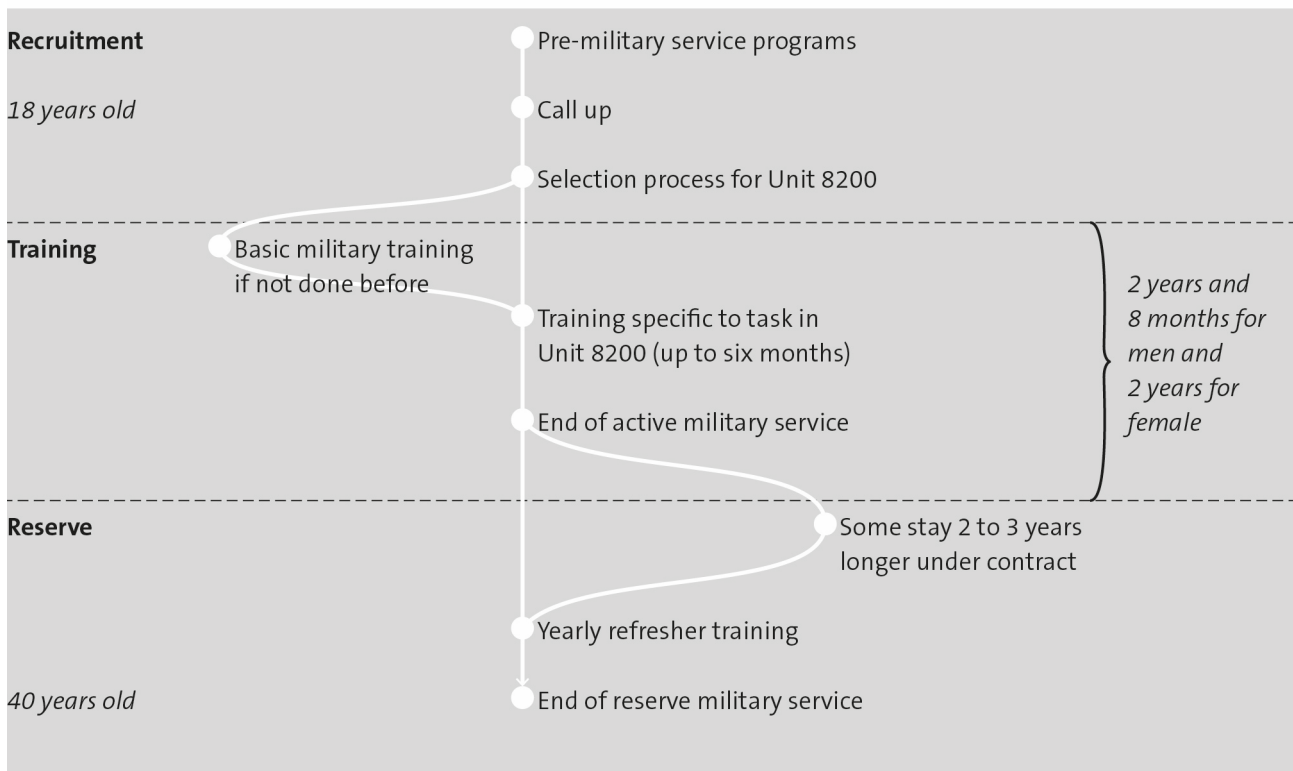 Recruitment
Pre-military service programs
18 years old
Call up
Selection process for Unit 8200
Training
Basic military training
if not done before
Training specific to task in
Unit 8200 (up to six months)
End of active military service
2 years and
8 months for
men and
2 years for
female
Reserve
Some stay 2 to 3 years
longer under contract
Yearly refresher training
40 years old
End of reserve military service